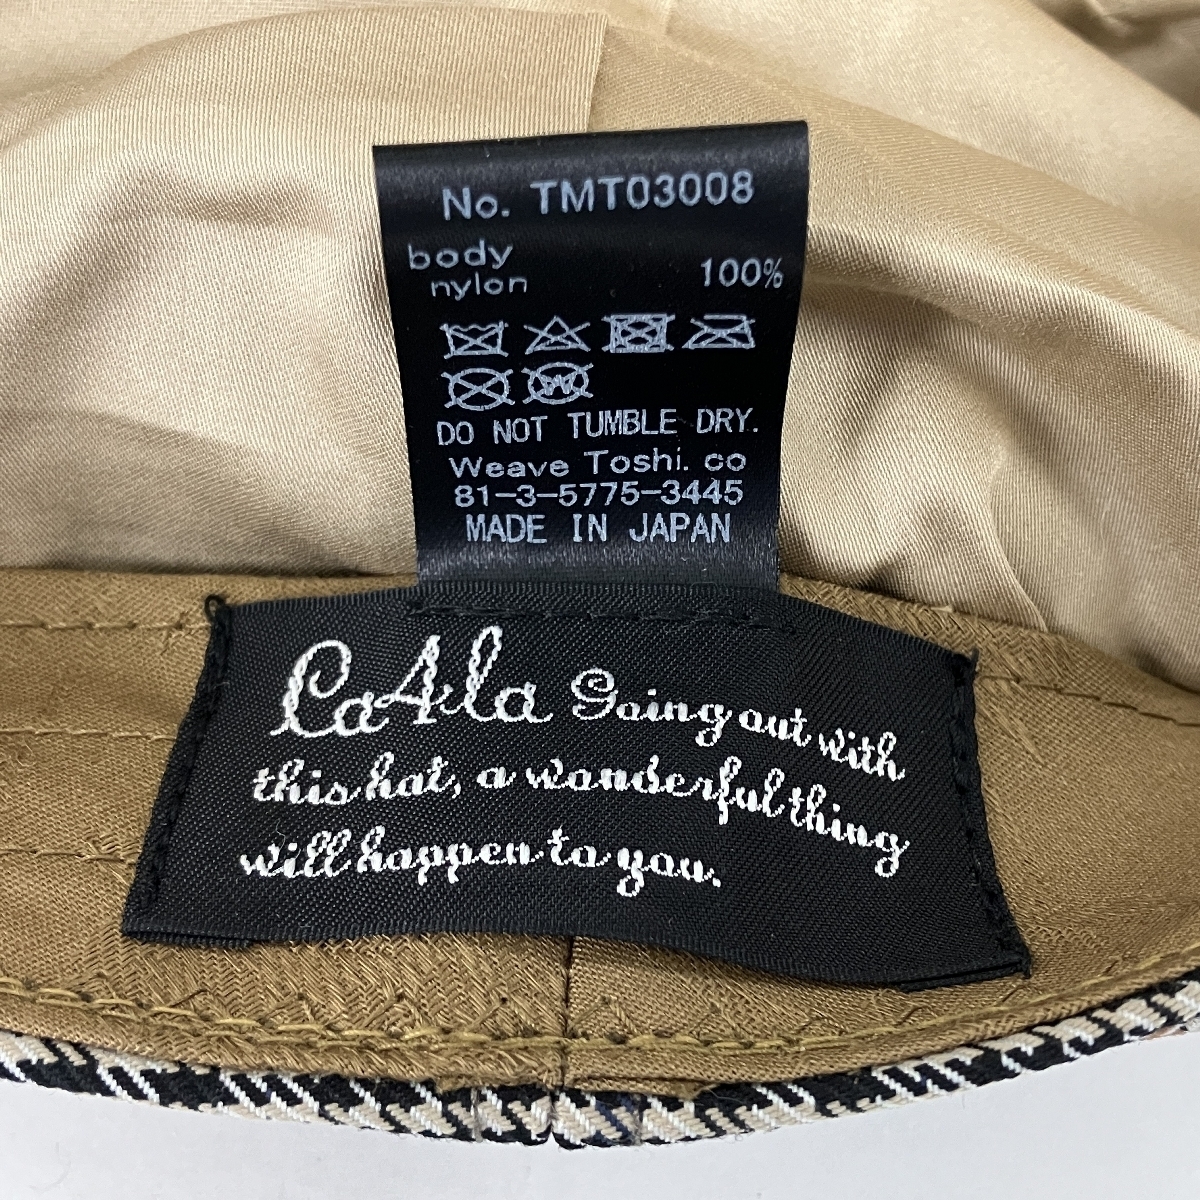 No. TMT03008
body
nylon 100%
W
DO NOT TUMBLE DRY.
Weave Toshi. co
81-3-5775-3445
MADE IN JAPAN
Ca4la Going out with
this hat, a wonderful thing
will happen to you.